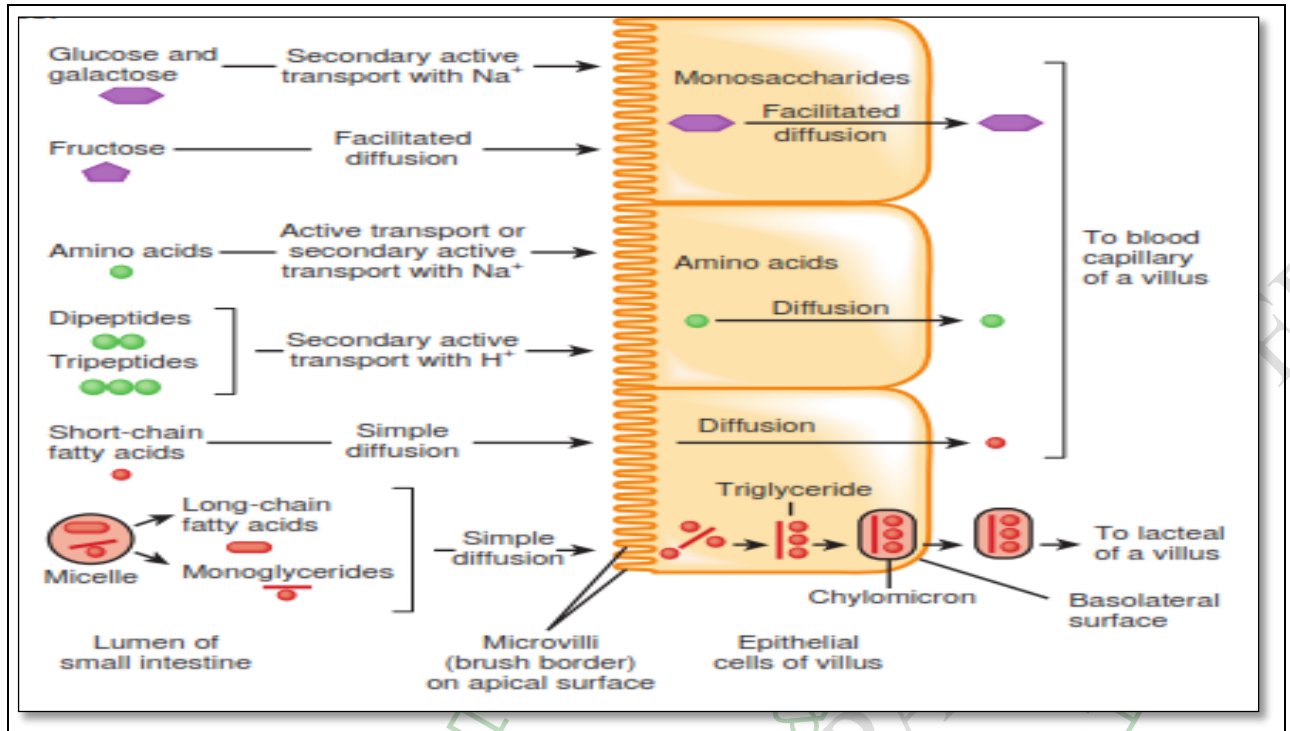 Glucose and
galactose
Secondary active
transport with Na⁺
Monosaccharides
Facilitated
diffusion
Fructose
Facilitated
diffusion
Amino acids
Active transport or
secondary active
transport with Na⁺
Amino acids
Diffusion
To blood
capillary
of a villus
Dipeptides
Tripeptides
Secondary active
transport with H⁺
Short-chain
fatty acids
Simple
diffusion
Diffusion
Triglyceride
Long-chain
fatty acids
Monoglycerides
Micelle
Simple
diffusion
To lacteal
of a villus
Chylomicron
Basolateral
surface
Lumen of
small intestine
Microvilli
(brush border)
on apical surface
Epithelial
cells of villus